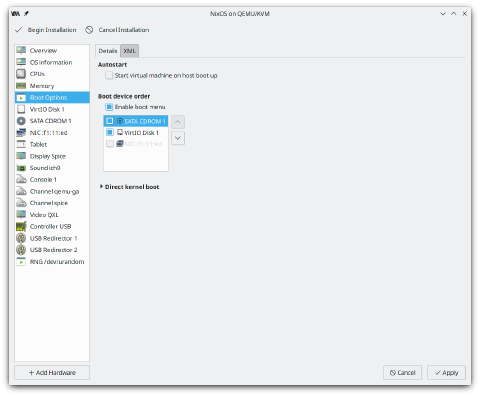 NixOS on QEMU/KVM
Begin Installation
Cancel Installation
Overview
OS information
CPUs
Memory
Boot Options
VirtIO Disk 1
SATA CDROM 1
NIC :f1:11:ed
Tablet
Display Spice
Sound ich9
Console 1
Channel qemu-ga
Channel spice
Video QXL
Controller USB
USB Redirector 1
USB Redirector 2
RNG /dev/urandom
Add Hardware
Details
XML
Autostart
Start virtual machine on host boot up
Boot device order
Enable boot menu
SATA CDROM 1
VirtIO Disk 1
NIC :f1:11:ed
Direct kernel boot
Cancel
Apply